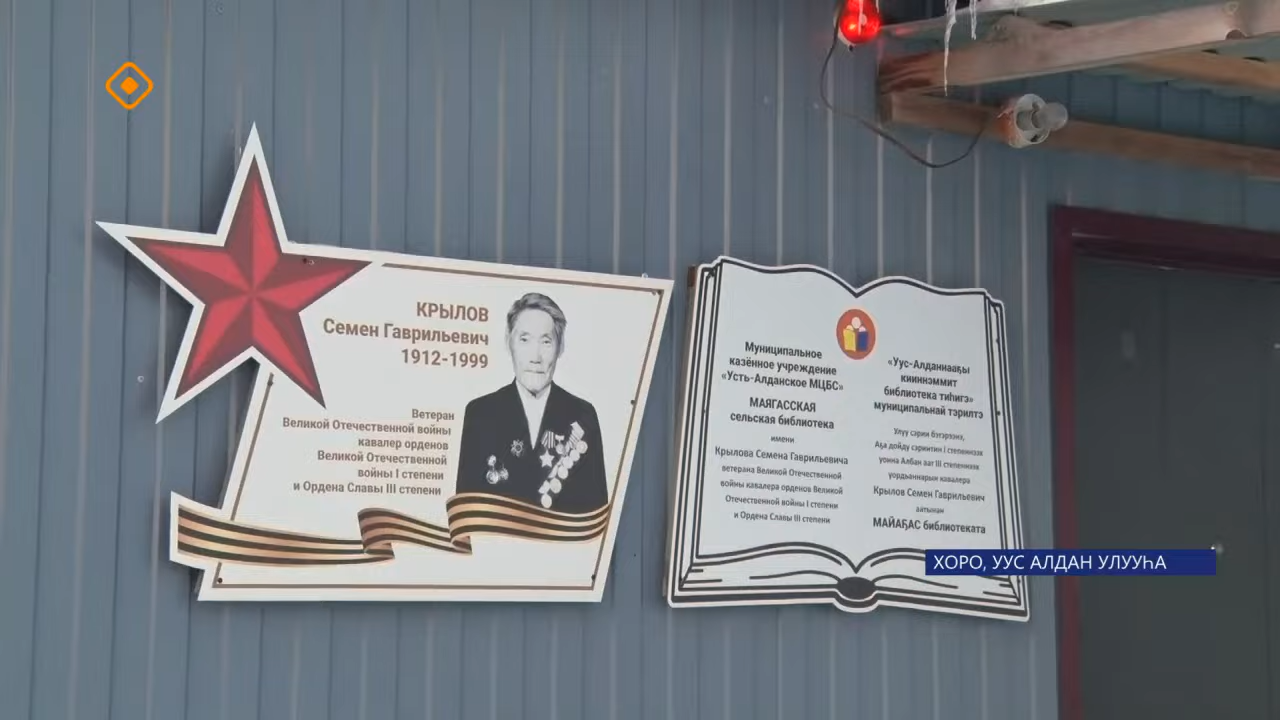 КРЫЛОВ
Семен Гаврильевич
1912-1999
Ветеран
Великой Отечественной войны
кавалер орденов
Великой Отечественной
войны I степени
и Ордена Славы III степени
Муниципальное
казённое учреждение
«Усть-Алданское МЦБС»
МАЯГАССКАЯ
сельская библиотека
имени
Крылова Семена Гаврильевича
ветерана Великой Отечественной
войны кавалера орденов Великой
Отечественной войны I степени
и Ордена Славы III степени
«Уус-Алданнааҕы
кииннэммит
библиотека тиһигэ»
муниципальнай тэрилтэ
Улуу сэрии бэтэрээнэ,
Аҕа дойду сэриитин I степеннээх
уонна Албан аат III степеннээх
уордьаннарын кавалера
Крылов Семен Гаврильевич
аатынан
МАЙАҔАС библиотеката
ХОРО, УУС АЛДАН УЛУУҺА